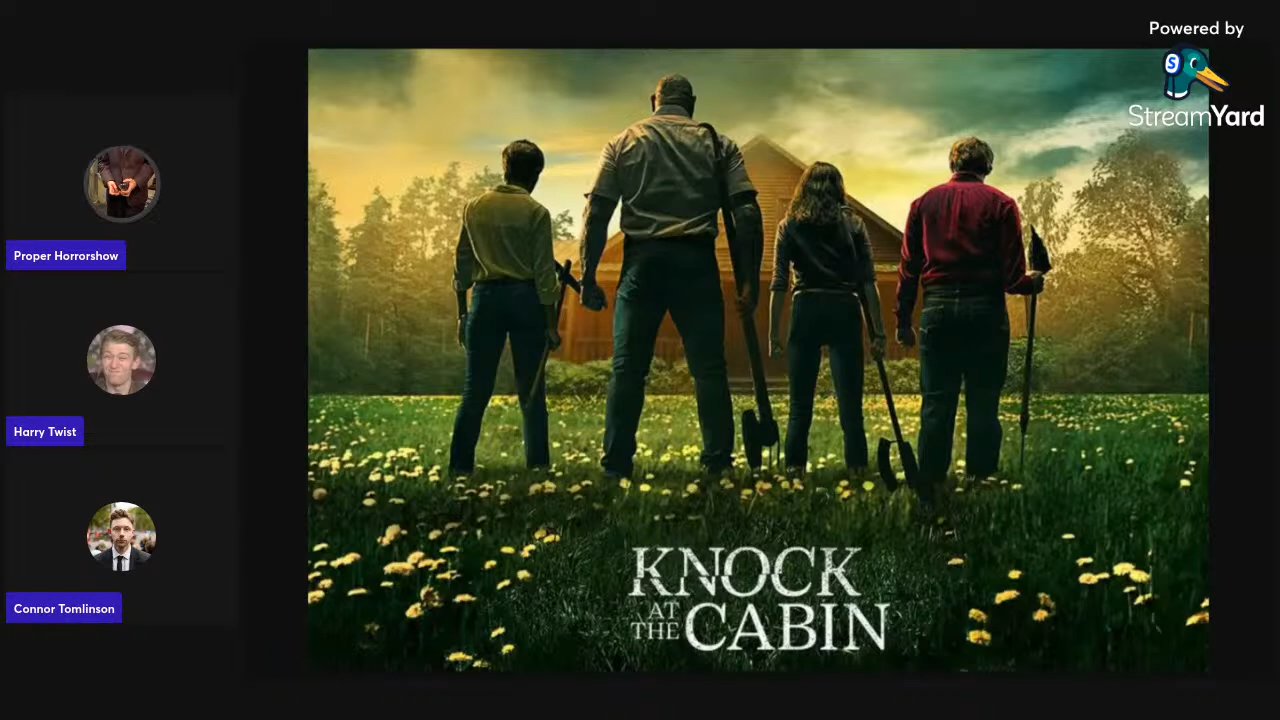 Powered by
S
StreamYard
Proper Horrorshow
Harry Twist
Connor Tomlinson
KNOCK
AT
THE CABIN